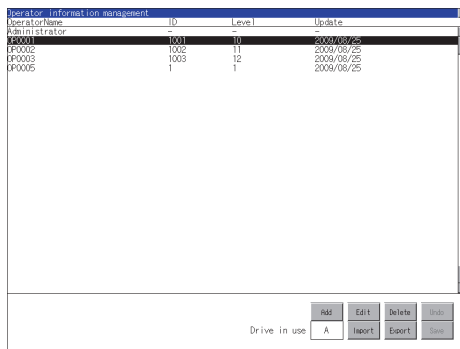 Operator information management
OperatorName ID Level Update
Administrator - - -
OP0001 1001 10 2009/08/25
OP0002 1002 11 2009/08/25
OP0003 1003 12 2009/08/25
OP0005 1 1 2009/08/25
Add Edit Delete Undo
Drive in use A Import Export Save